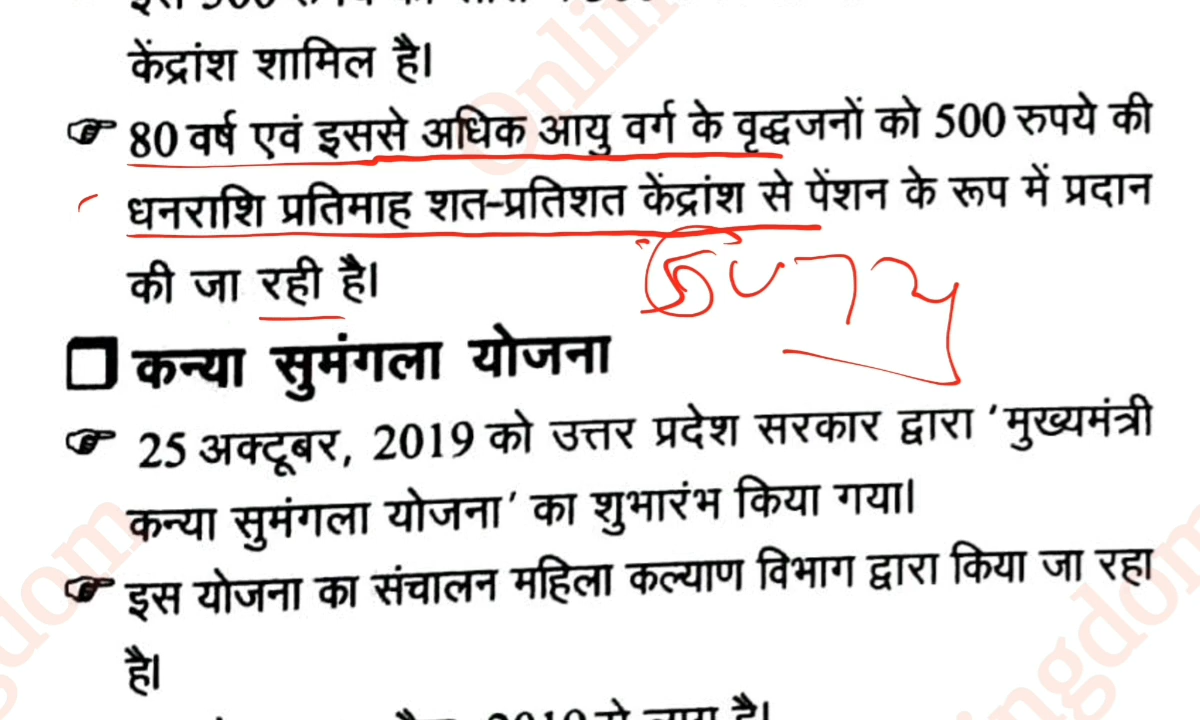 केंद्रांश शामिल है।
80 वर्ष एवं इससे अधिक आयु वर्ग के वृद्धजनों को 500 रुपये की
धनराशि प्रतिमाह शत-प्रतिशत केंद्रांश से पेंशन के रूप में प्रदान
की जा रही है।
कन्या सुमंगला योजना
25 अक्टूबर, 2019 को उत्तर प्रदेश सरकार द्वारा 'मुख्यमंत्री
कन्या सुमंगला योजना' का शुभारंभ किया गया।
इस योजना का संचालन महिला कल्याण विभाग द्वारा किया जा रहा
है।